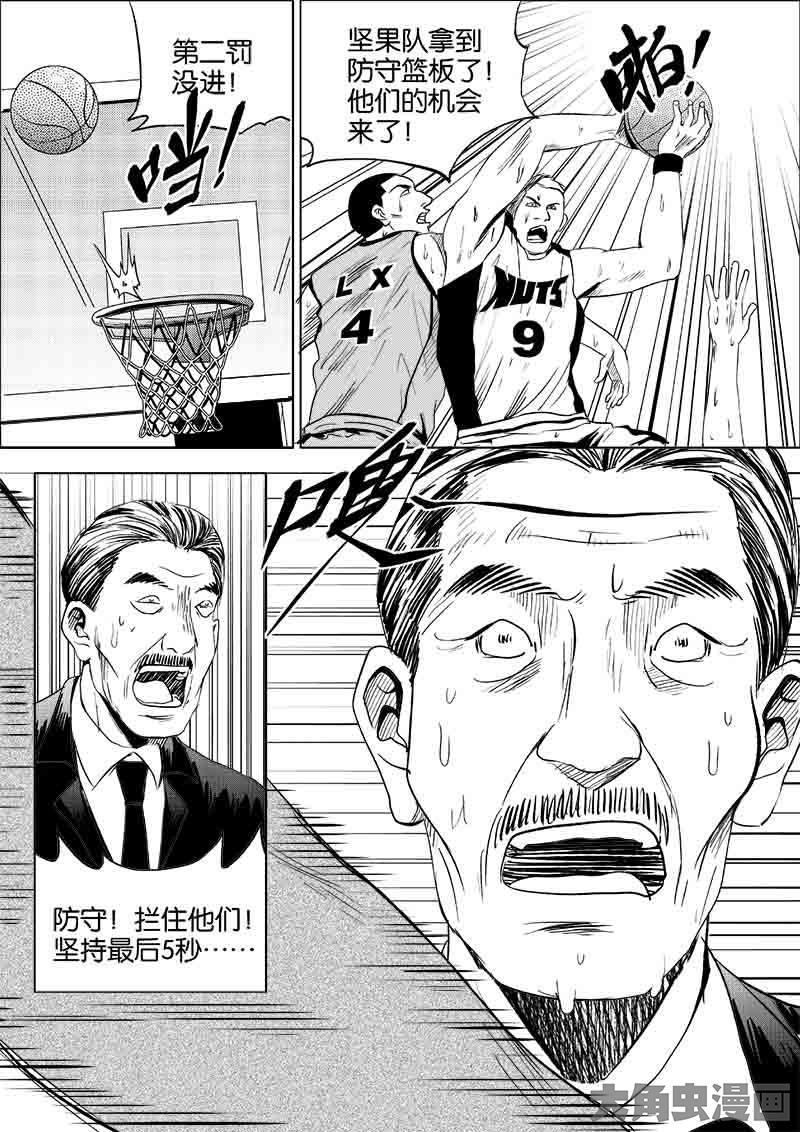 第二罚
没进！
当！
坚果队拿到
防守篮板了！
他们的机会
来了！
啪！
LX
4
NUTS
9
防守！拦住他们！
坚持最后5秒……
大角虫漫画